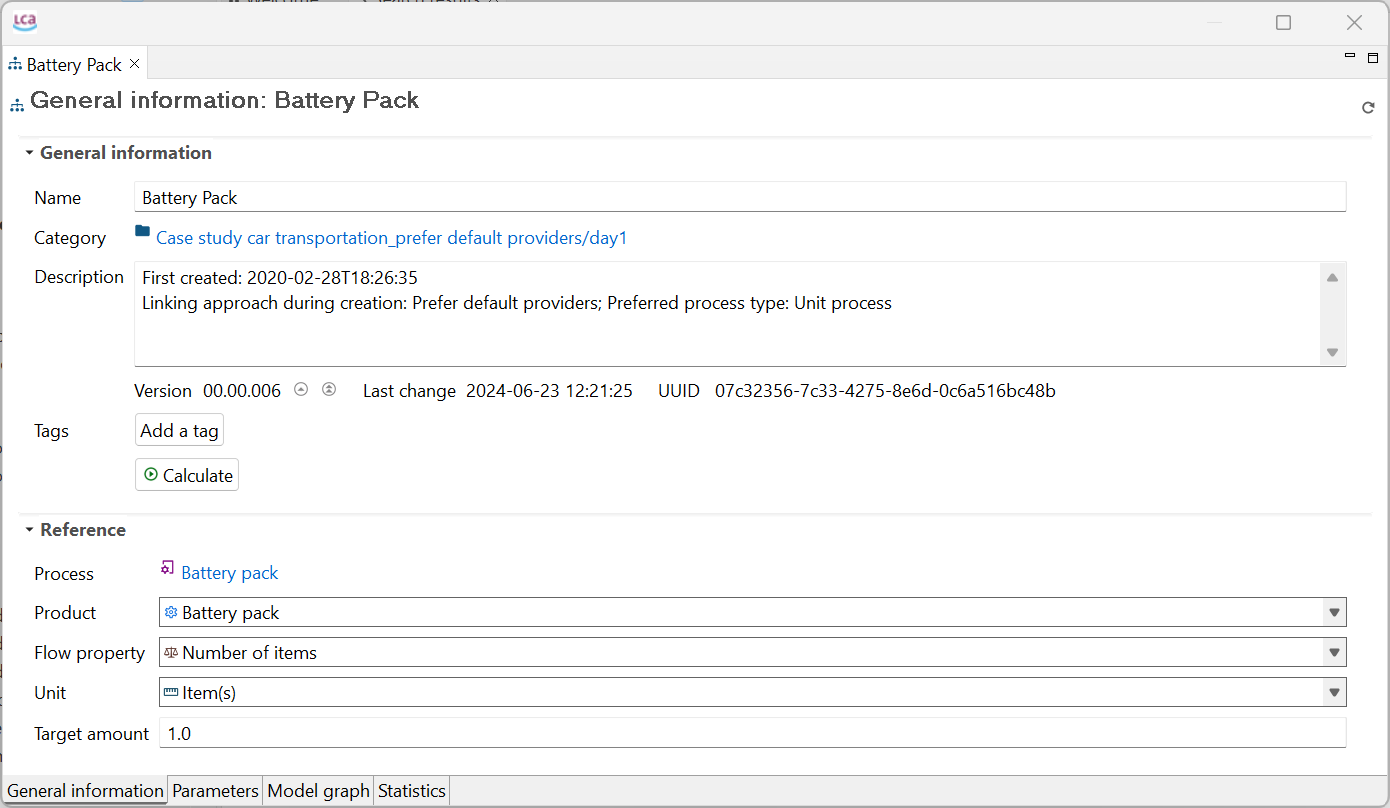 lca
Battery Pack
General information: Battery Pack
General information
Name Battery Pack
Category Case study car transportation_prefer default providers/day1
Description First created: 2020-02-28T18:26:35
Linking approach during creation: Prefer default providers; Preferred process type: Unit process
Version 00.00.006 Last change 2024-06-23 12:21:25 UUID 07c32356-7c33-4275-8e6d-0c6a516bc48b
Tags Add a tag
Calculate
Reference
Process Battery pack
Product Battery pack
Flow property Number of items
Unit Item(s)
Target amount 1.0
General information Parameters Model graph Statistics